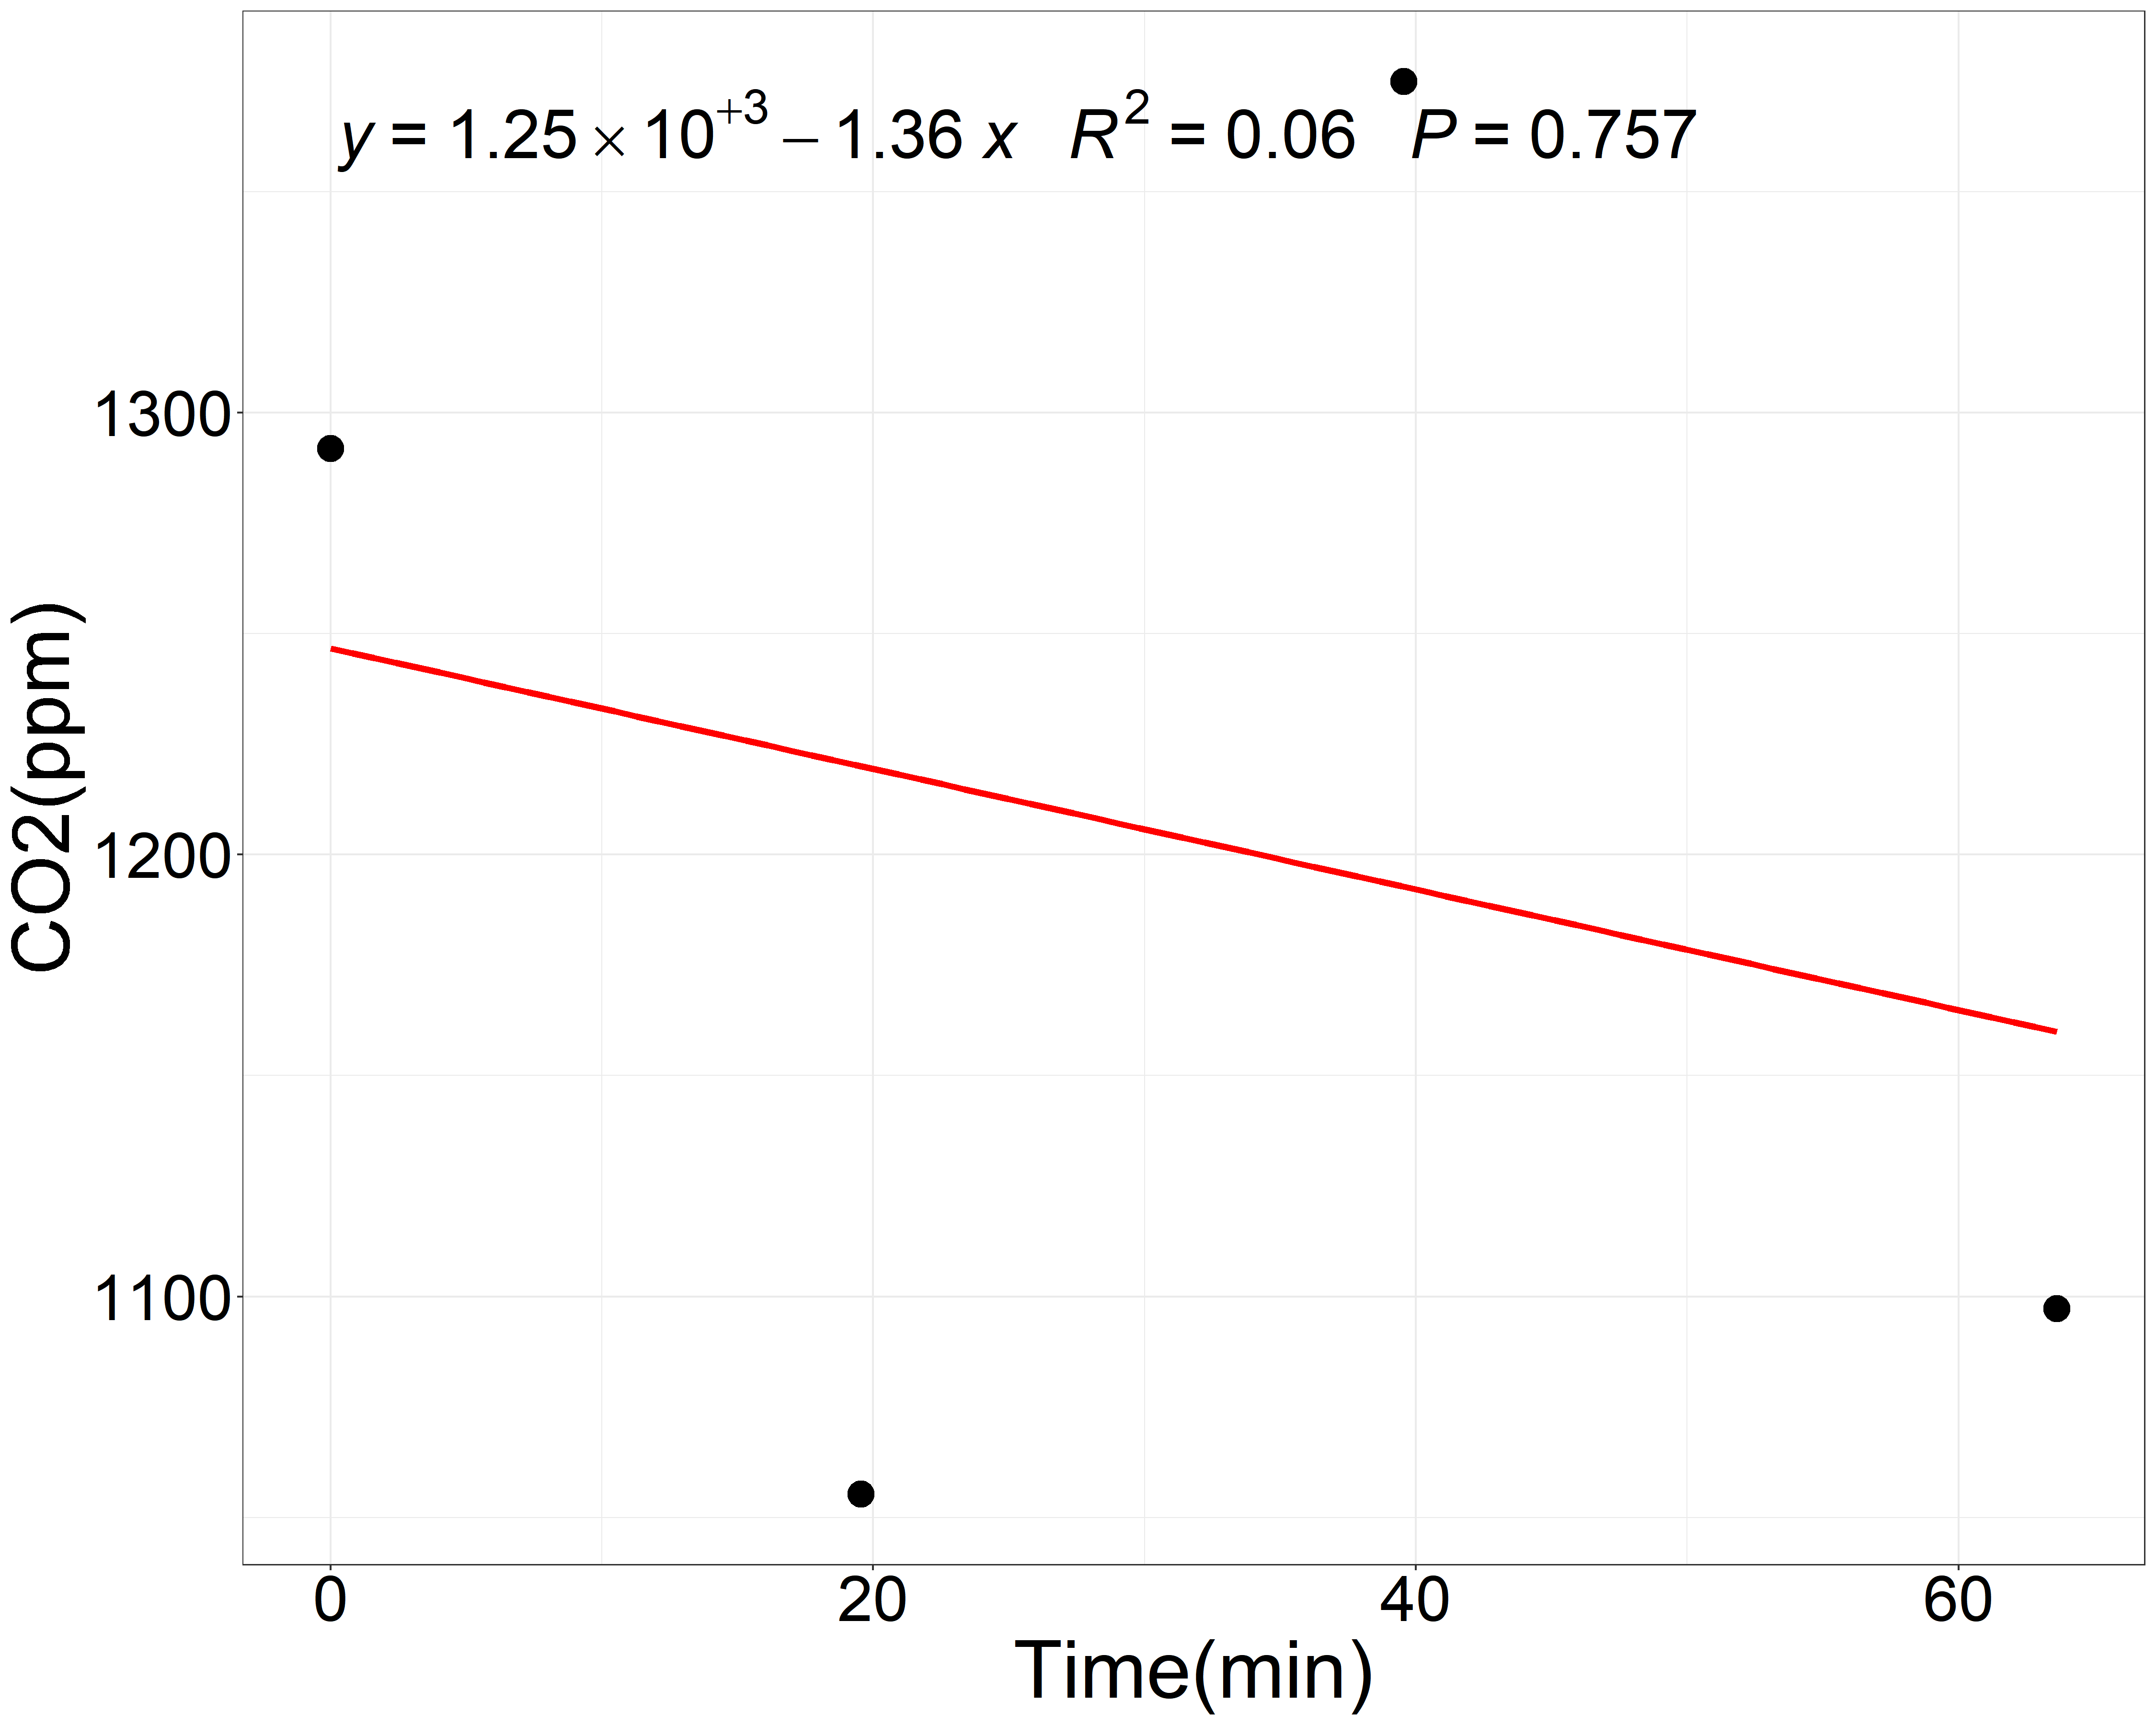 y = 1.25×10⁺³ − 1.36 x R² = 0.06 P = 0.757
1300
1200
1100
CO2(ppm)
0 20 40 60
Time(min)